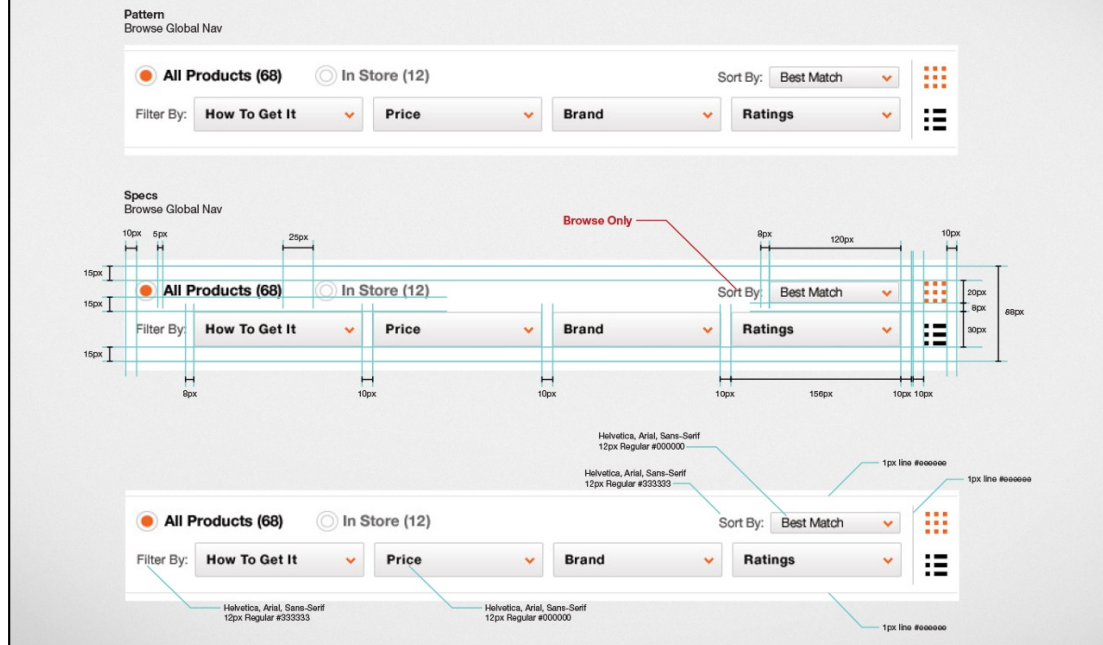 Pattern
Browse Global Nav
All Products (68) In Store (12) Sort By: Best Match
Filter By: How To Get It Price Brand Ratings
Specs
Browse Global Nav
Browse Only
10px 5px 25px 8px 120px 10px
15px
All Products (68) In Store (12) Sort By: Best Match 20px
15px 8px 88px
Filter By: How To Get It Price Brand Ratings 30px
15px
8px 10px 10px 10px 156px 10px 10px
Helvetica, Arial, Sans-Serif
12px Regular #000000
1px line #eeeeee
Helvetica, Arial, Sans-Serif
12px Regular #333333
1px line #eeeeee
All Products (68) In Store (12) Sort By: Best Match
Filter By: How To Get It Price Brand Ratings
Helvetica, Arial, Sans-Serif Helvetica, Arial, Sans-Serif
12px Regular #333333 12px Regular #000000
1px line #eeeeee